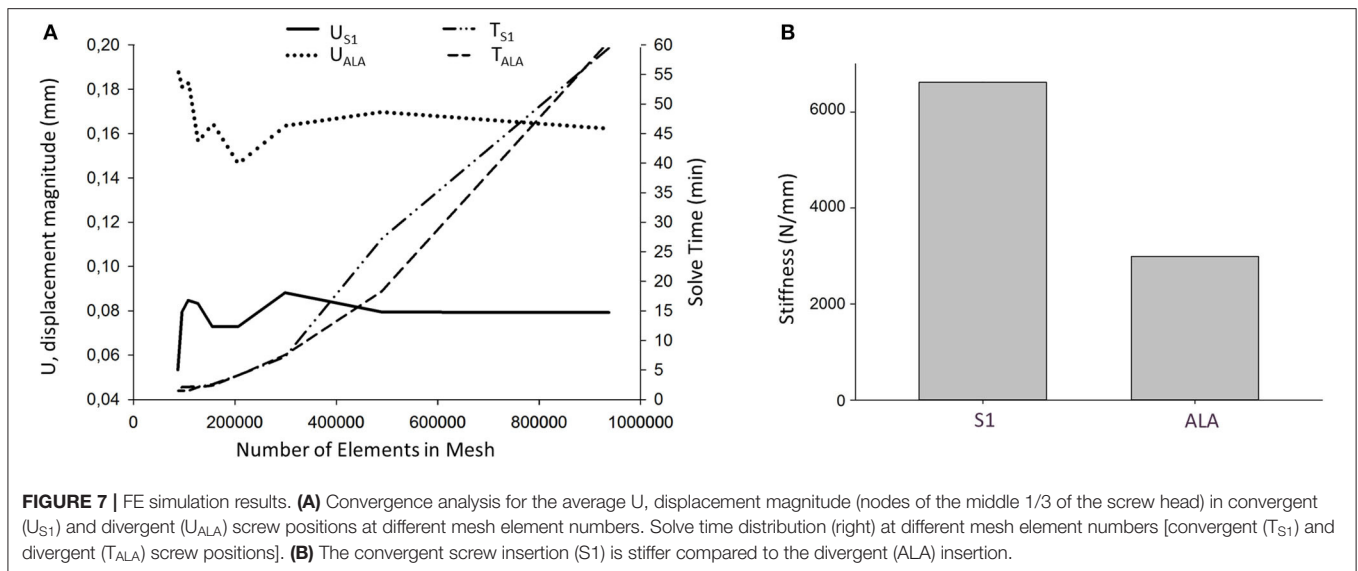 A
U_S1
T_S1
U_ALA
T_ALA
0,20
0,18
0,16
0,14
0,12
0,10
0,08
0,06
0,04
U, displacement magnitude (mm)
60
55
50
45
40
35
30
25
20
15
10
5
0
Solve Time (min)
0
200000
400000
600000
800000
1000000
Number of Elements in Mesh
B
6000
4000
2000
0
Stiffness (N/mm)
S1
ALA
FIGURE 7 | FE simulation results. (A) Convergence analysis for the average U, displacement magnitude (nodes of the middle 1/3 of the screw head) in convergent
(U_S1) and divergent (U_ALA) screw positions at different mesh element numbers. Solve time distribution (right) at different mesh element numbers [convergent (T_S1) and
divergent (T_ALA) screw positions]. (B) The convergent screw insertion (S1) is stiffer compared to the divergent (ALA) insertion.